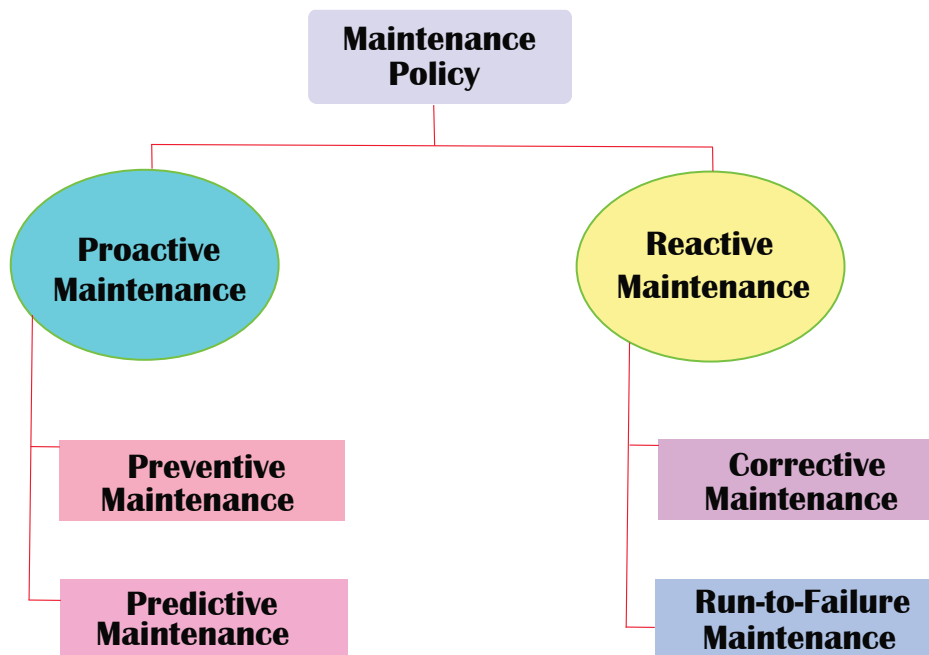 Maintenance
Policy
Proactive
Maintenance
Reactive
Maintenance
Preventive
Maintenance
Predictive
Maintenance
Corrective
Maintenance
Run-to-Failure
Maintenance